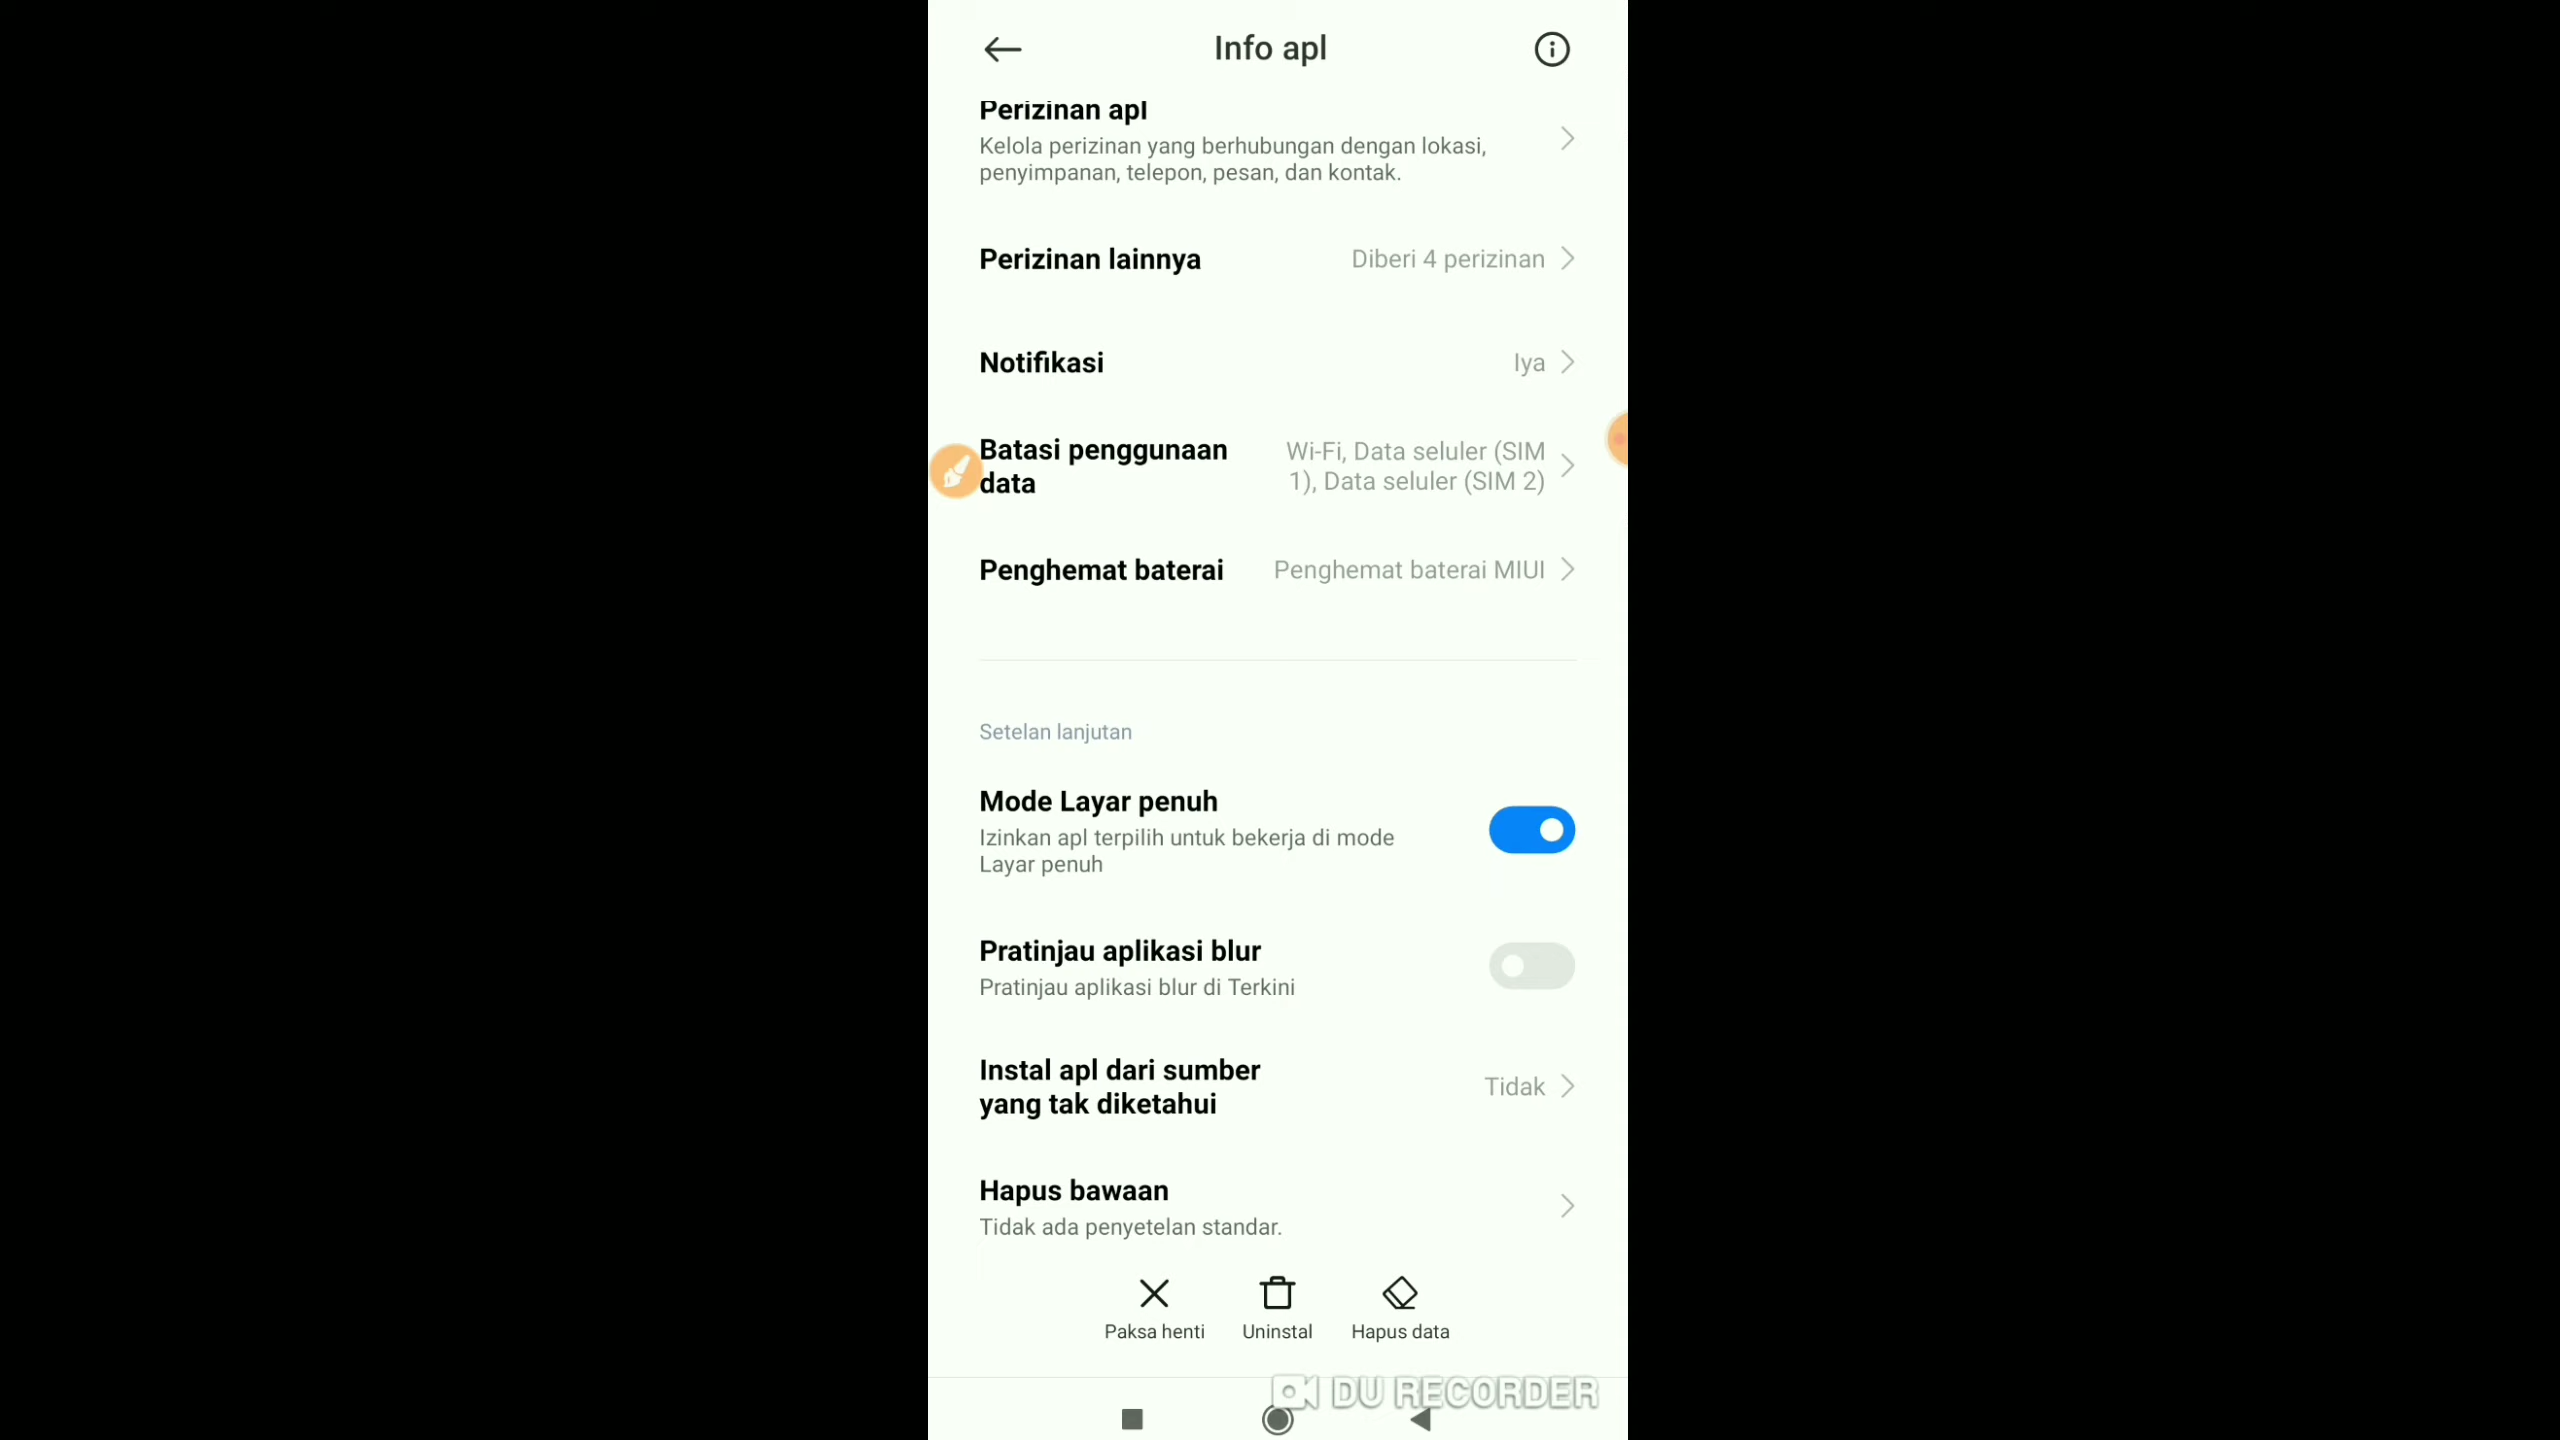 Info apl
Perizinan apl
Kelola perizinan yang berhubungan dengan lokasi,
penyimpanan, telepon, pesan, dan kontak.
Perizinan lainnya
Diberi 4 perizinan
Notifikasi
Iya
Batasi penggunaan
data
Wi-Fi, Data seluler (SIM
1), Data seluler (SIM 2)
Penghemat baterai
Penghemat baterai MIUI
Setelan lanjutan
Mode Layar penuh
Izinkan apl terpilih untuk bekerja di mode
Layar penuh
Pratinjau aplikasi blur
Pratinjau aplikasi blur di Terkini
Instal apl dari sumber
yang tak diketahui
Tidak
Hapus bawaan
Tidak ada penyetelan standar.
Paksa henti
Uninstal
Hapus data
DU RECORDER